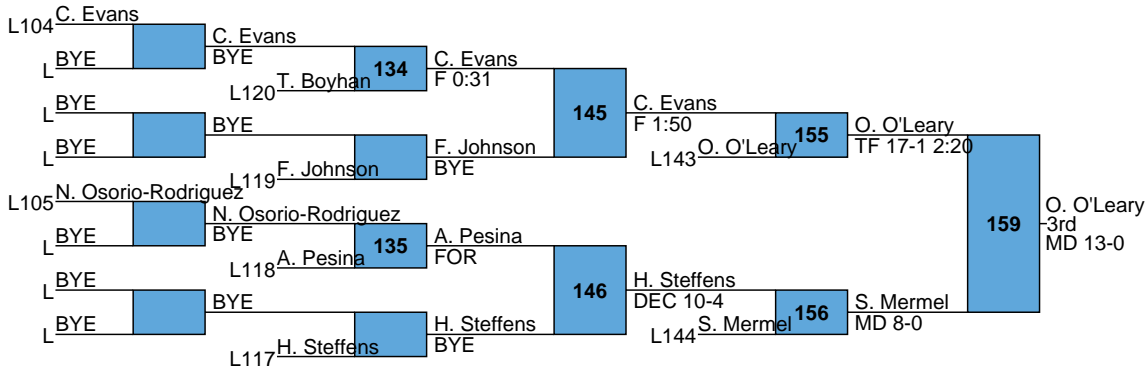 C. Evans
L104
C. Evans
BYE
BYE
L
134
C. Evans
F 0:31
T. Boyhan
L120
BYE
L
145
C. Evans
F 1:50
BYE
BYE
L
155
O. O'Leary
TF 17-1 2:20
F. Johnson
BYE
O. O'Leary
L143
F. Johnson
L119
N. Osorio-Rodriguez
L105
N. Osorio-Rodriguez
BYE
BYE
L
159
O. O'Leary
3rd
MD 13-0
135
A. Pesina
FOR
A. Pesina
L118
BYE
L
146
H. Steffens
DEC 10-4
BYE
BYE
L
156
S. Mermel
MD 8-0
H. Steffens
BYE
S. Mermel
L144
H. Steffens
L117